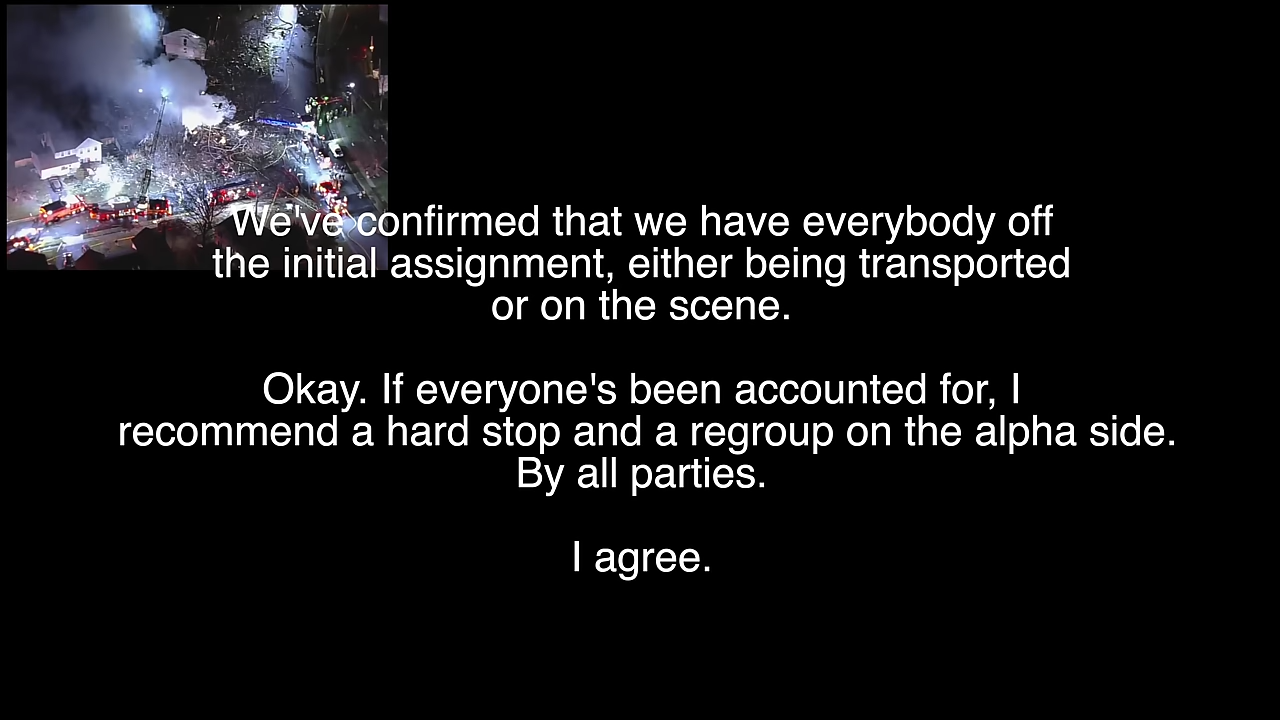 We've confirmed that we have everybody off
the initial assignment, either being transported
or on the scene.
Okay. If everyone's been accounted for, I
recommend a hard stop and a regroup on the alpha side.
By all parties.
I agree.